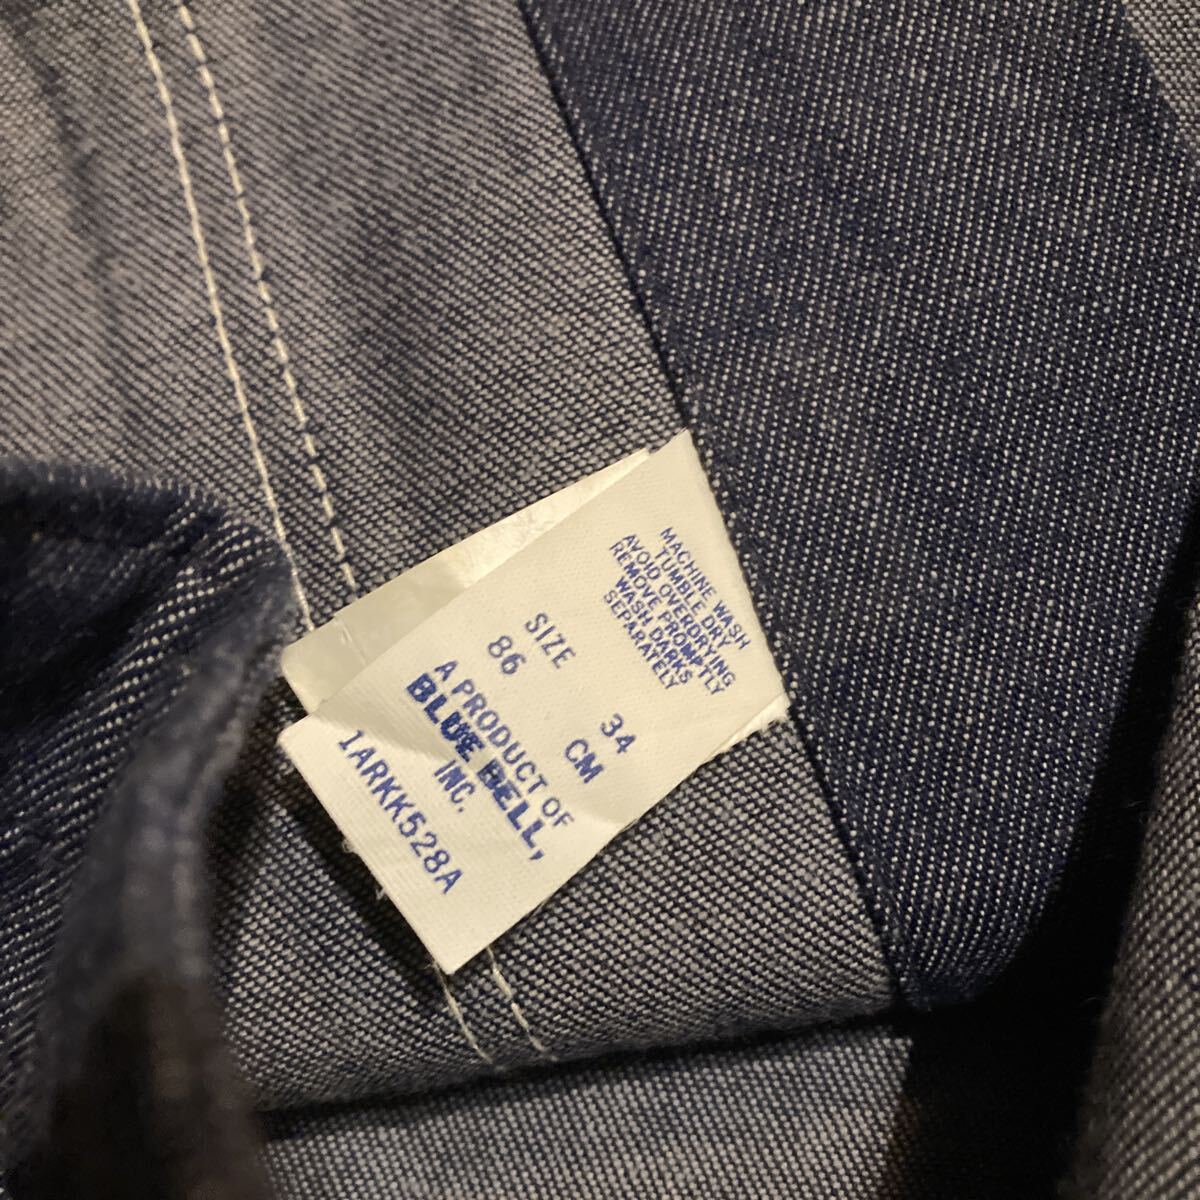 MACHINE WASH
TUMBLE DRY
AVOID OVERDRYING
REMOVE PROMPTLY
WASH DARKS
SEPARATELY
SIZE 34
86 CM
A PRODUCT OF
BLUE BELL,
INC.
1ARKK528A